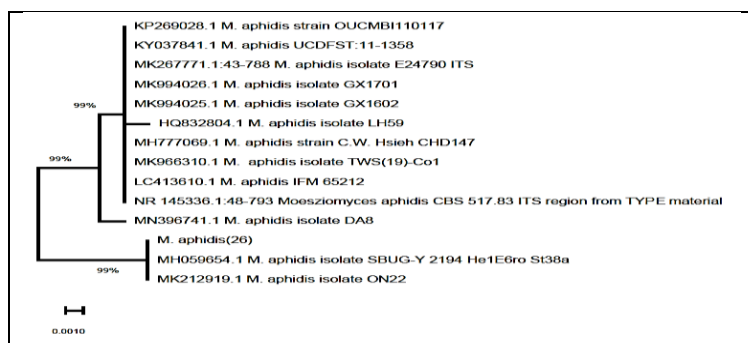 KP269028.1 M. aphidis strain OUCMBI110117
KY037841.1 M. aphidis UCDFST:11-1358
MK267771.1:43-788 M. aphidis isolate E24790 ITS
MK994026.1 M. aphidis isolate GX1701
99%
MK994025.1 M. aphidis isolate GX1602
HQ832804.1 M. aphidis isolate LH59
MH777069.1 M. aphidis strain C.W. Hsieh CHD147
99%
MK966310.1 M. aphidis isolate TWS(19)-Co1
LC413610.1 M. aphidis IFM 65212
NR 145336.1:48-793 Moesziomyces aphidis CBS 517.83 ITS region from TYPE material
MN396741.1 M. aphidis isolate DA8
M. aphidis(26)
MH059654.1 M. aphidis isolate SBUG-Y 2194 He1E6ro St38a
99%
MK212919.1 M. aphidis isolate ON22
0.0010